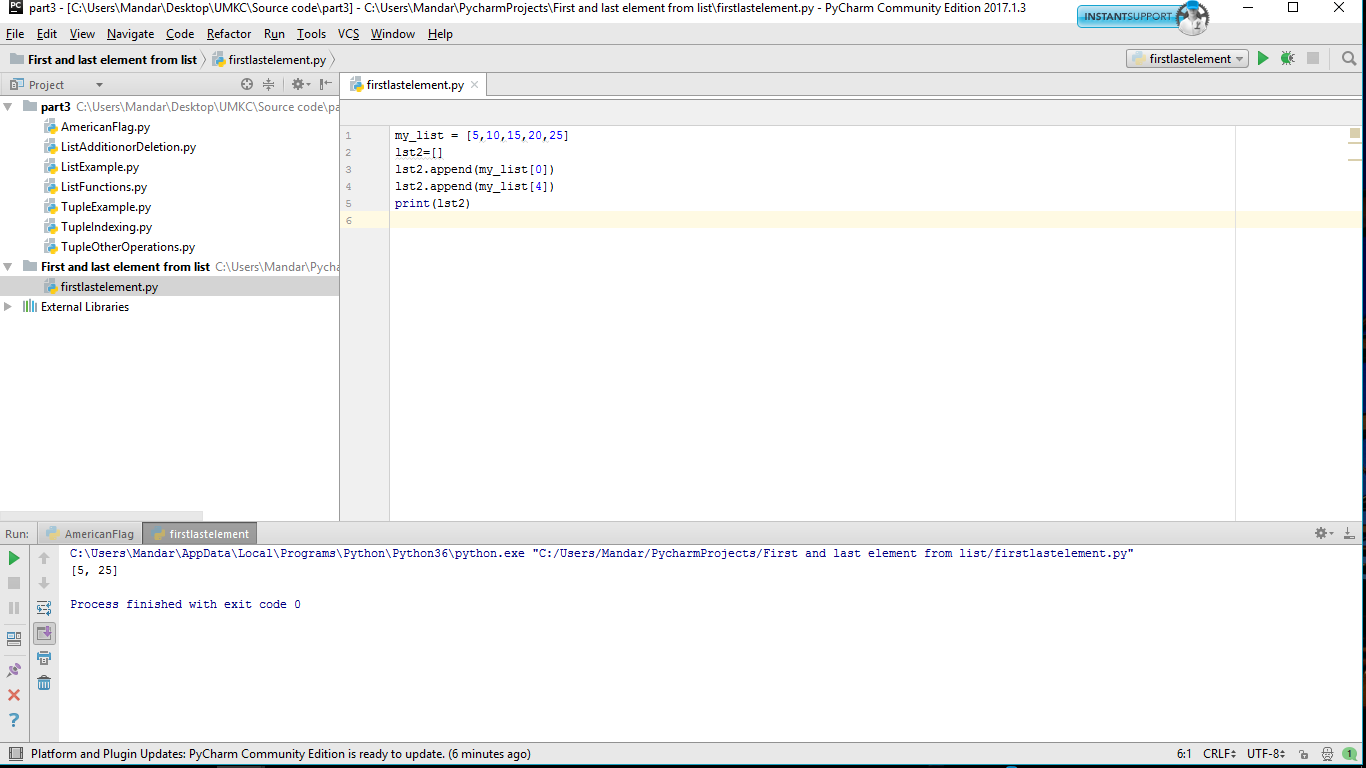 part3 - [C:\Users\Mandar\Desktop\UMKC\Source code\part3] - C:\Users\Mandar\PycharmProjects\First and last element from list\firstlastelement.py - PyCharm Community Edition 2017.1.3
INSTANTSUPPORT
File Edit View Navigate Code Refactor Run Tools VCS Window Help
First and last element from list firstlastelement.py firstlastelement
Project firstlastelement.py
part3 C:\Users\Mandar\Desktop\UMKC\Source code\pa
AmericanFlag.py
ListAdditionorDeletion.py
ListExample.py
ListFunctions.py
TupleExample.py
TupleIndexing.py
TupleOtherOperations.py
First and last element from list C:\Users\Mandar\Pycha
firstlastelement.py
External Libraries
1 my_list = [5,10,15,20,25]
2 lst2=[]
3 lst2.append(my_list[0])
4 lst2.append(my_list[4])
5 print(lst2)
6
Run: AmericanFlag firstlastelement
C:\Users\Mandar\AppData\Local\Programs\Python\Python36\python.exe "C:/Users/Mandar/PycharmProjects/First and last element from list/firstlastelement.py"
[5, 25]
Process finished with exit code 0
Platform and Plugin Updates: PyCharm Community Edition is ready to update. (6 minutes ago) 6:1 CRLF UTF-8 1